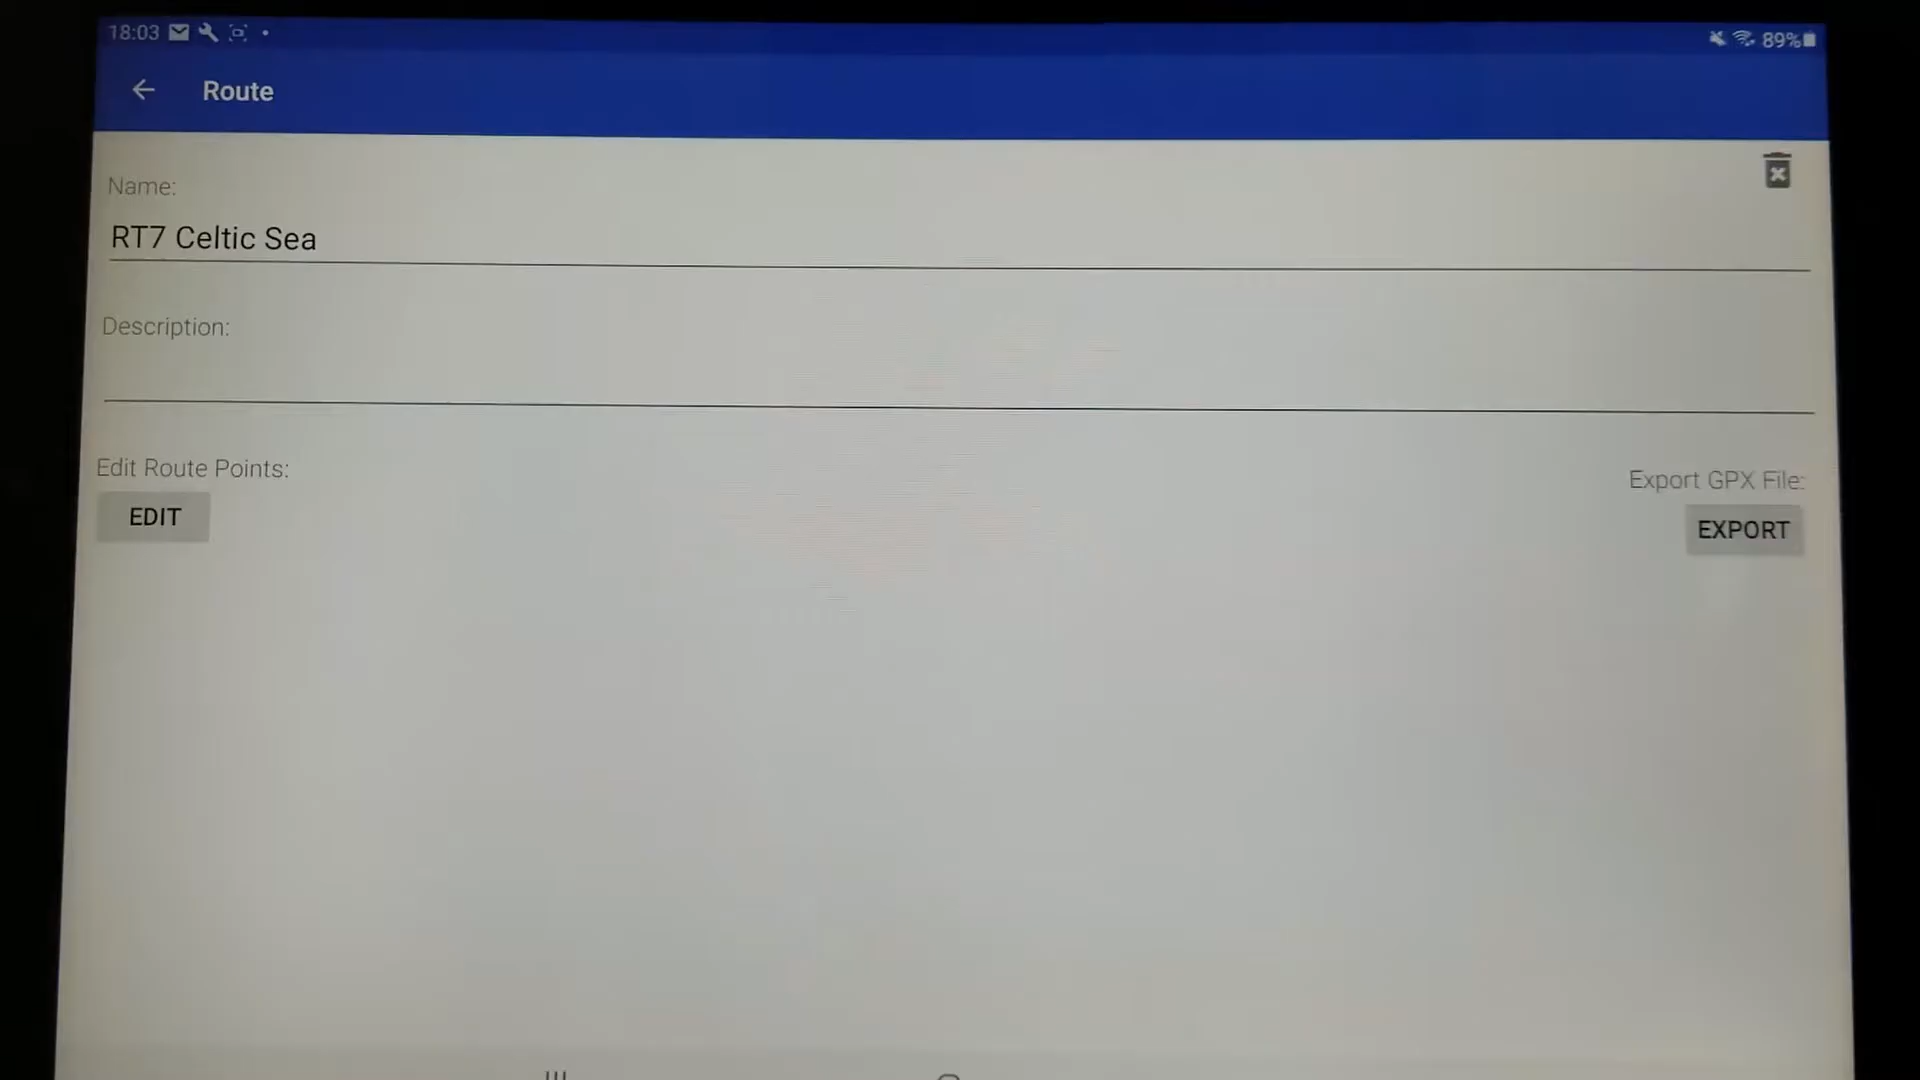 18:03
89%
Route
Name:
RT7 Celtic Sea
Description:
Edit Route Points:
Export GPX File:
EDIT
EXPORT